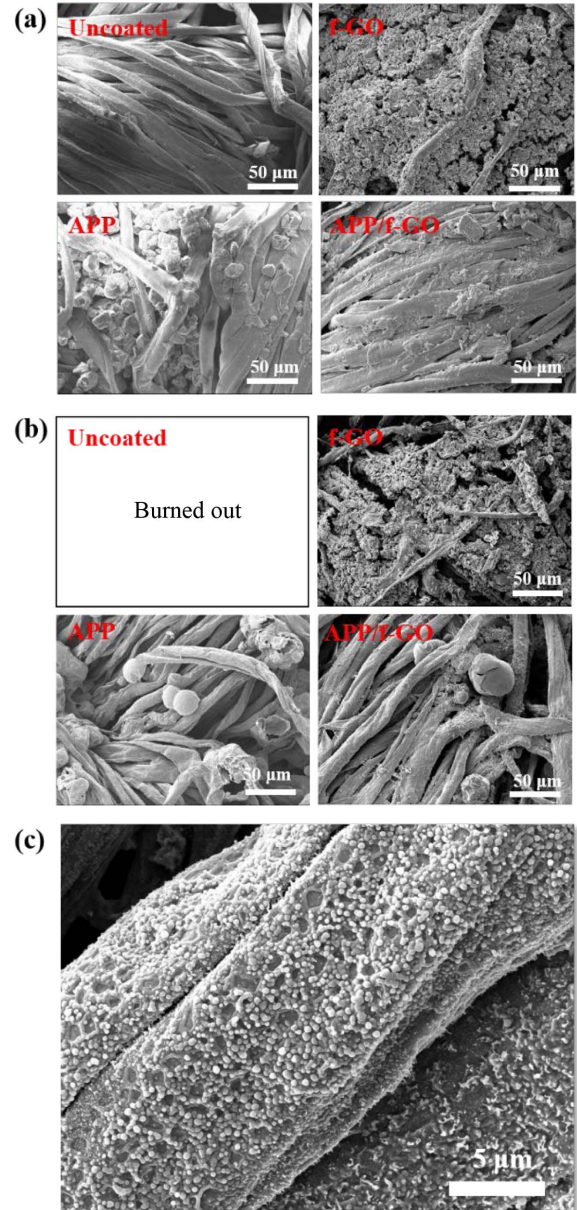 (a)
Uncoated
f-GO
50 μm
50 μm
APP
APP/f-GO
50 μm
50 μm
(b)
Uncoated
f-GO
Burned out
50 μm
APP
APP/f-GO
50 μm
50 μm
(c)
5 μm